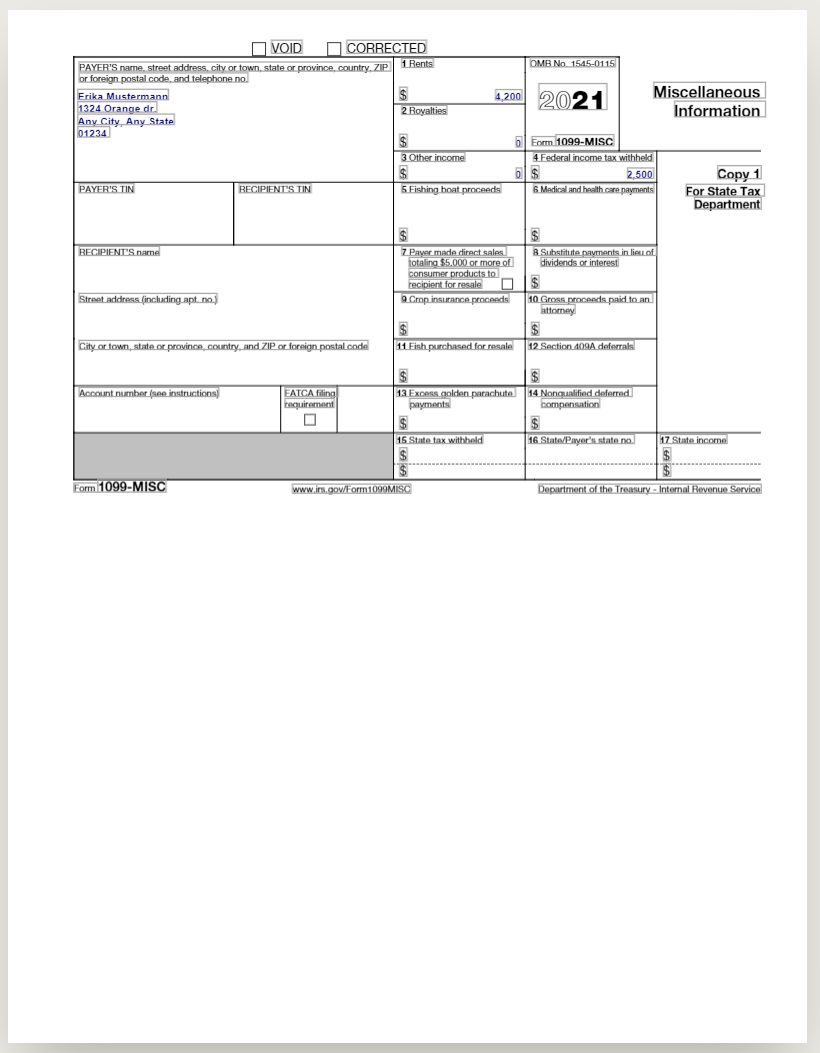 VOID CORRECTED
PAYER'S name, street address, city or town, state or province, country, ZIP
or foreign postal code, and telephone no.
Erika Mustermann
1324 Orange dr.
Any City, Any State
01234
1 Rents
$ 4,200
2 Royalties
$ 0
OMB No. 1545-0115
2021
Form 1099-MISC
Miscellaneous
Information
3 Other income
$ 0
4 Federal income tax withheld
$ 2,500
Copy 1
For State Tax
Department
PAYER'S TIN
RECIPIENT'S TIN
5 Fishing boat proceeds
$
6 Medical and health care payments
$
RECIPIENT'S name
7 Payer made direct sales
totaling $5,000 or more of
consumer products to
recipient for resale
8 Substitute payments in lieu of
dividends or interest
$
Street address (including apt. no.)
9 Crop insurance proceeds
$
10 Gross proceeds paid to an
attorney
$
City or town, state or province, country, and ZIP or foreign postal code
11 Fish purchased for resale
$
12 Section 409A deferrals
$
Account number (see instructions)
FATCA filing
requirement
13 Excess golden parachute
payments
$
14 Nonqualified deferred
compensation
$
15 State tax withheld
$
$
16 State/Payer's state no.
17 State income
$
$
Form 1099-MISC
www.irs.gov/Form1099MISC
Department of the Treasury - Internal Revenue Service